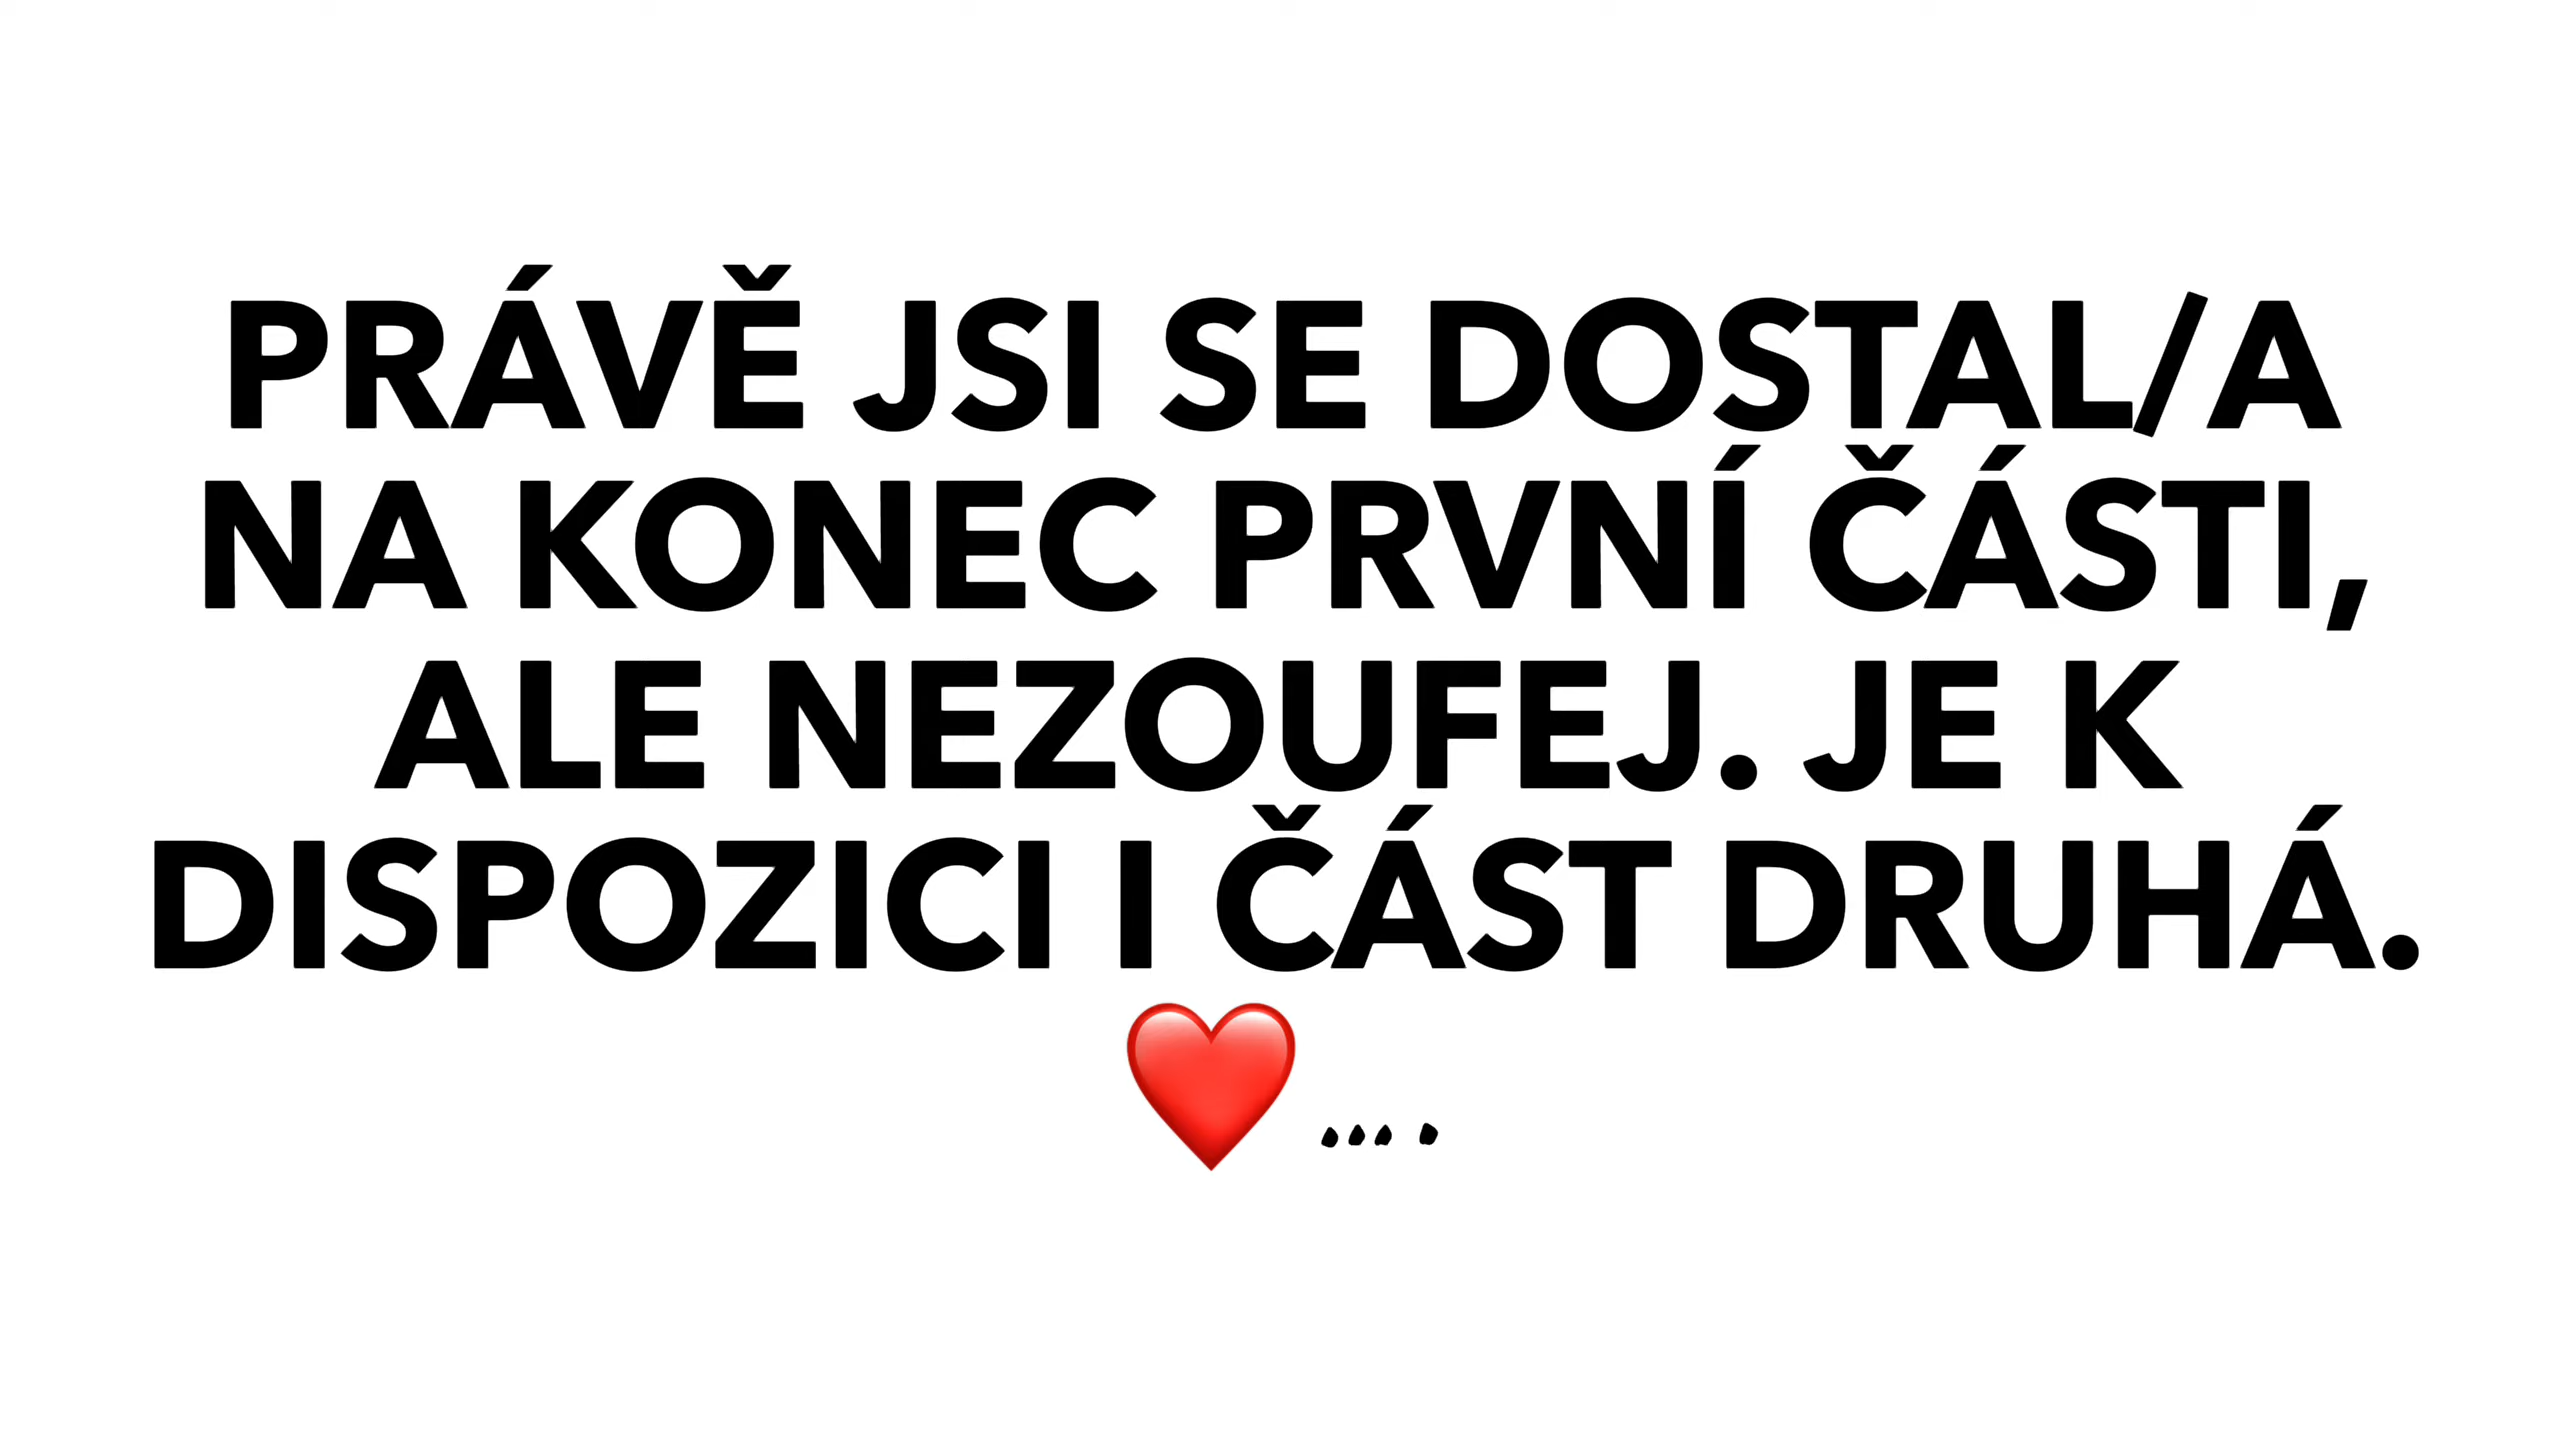 PRÁVĚ JSI SE DOSTAL/A
NA KONEC PRVNÍ ČÁSTI,
ALE NEZOUFEJ. JE K
DISPOZICI I ČÁST DRUHÁ.
❤️ ... .